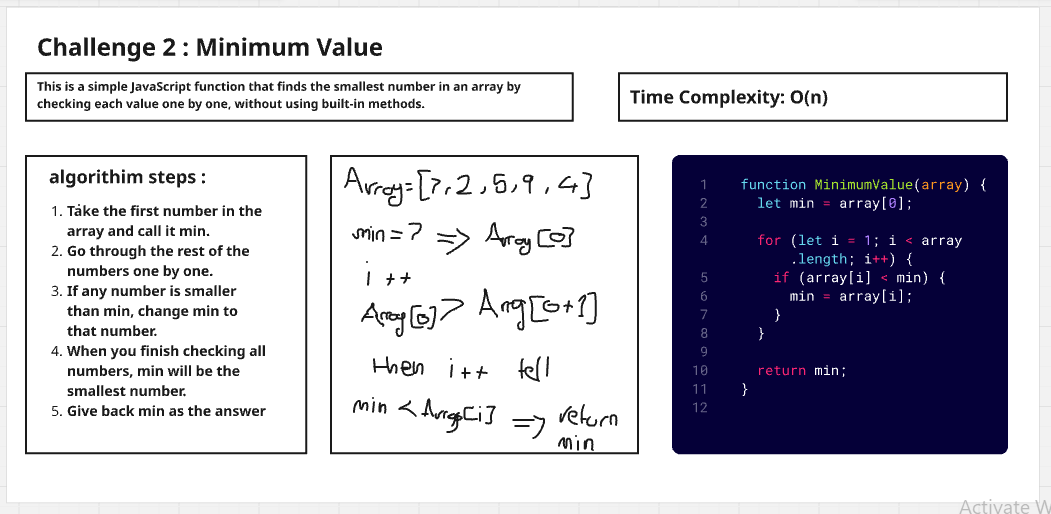 Challenge 2 : Minimum Value
This is a simple JavaScript function that finds the smallest number in an array by
checking each value one by one, without using built-in methods.
Time Complexity: O(n)
algorithim steps :
1. Take the first number in the
array and call it min.
2. Go through the rest of the
numbers one by one.
3. If any number is smaller
than min, change min to
that number.
4. When you finish checking all
numbers, min will be the
smallest number.
5. Give back min as the answer
Array=[7,2,5,9,4]
min=7 => Array[0]
i ++
Array[0]> Arry[0+1]
then i++ tell
min < Array[i] => return
min
1 function MinimumValue(array) {
2 let min = array[0];
3
4 for (let i = 1; i < array
.length; i++) {
5 if (array[i] < min) {
6 min = array[i];
7 }
8 }
9
10 return min;
11 }
12
Activate W